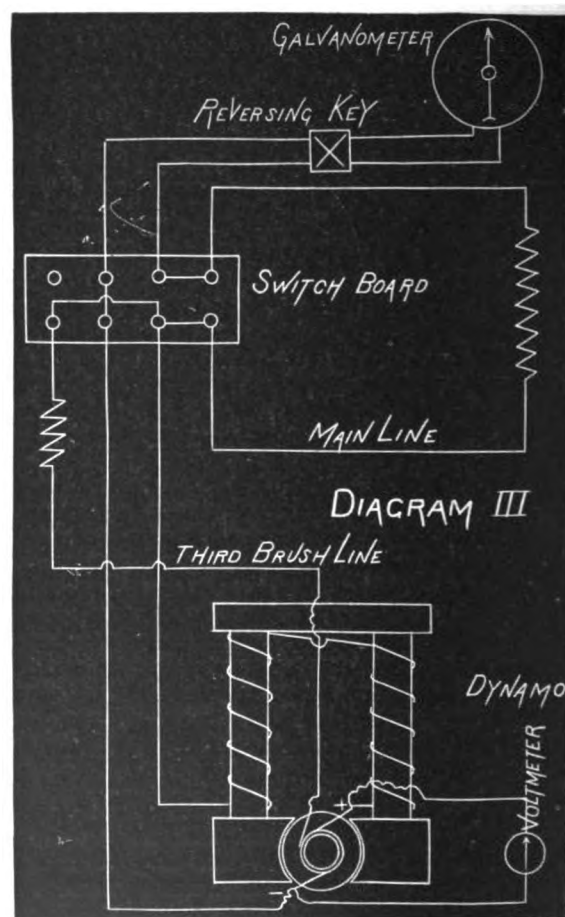 GALVANOMETER
REVERSING KEY
SWITCH BOARD
MAIN LINE
DIAGRAM III
THIRD BRUSH LINE
DYNAMO
VOLTMETER
+
−